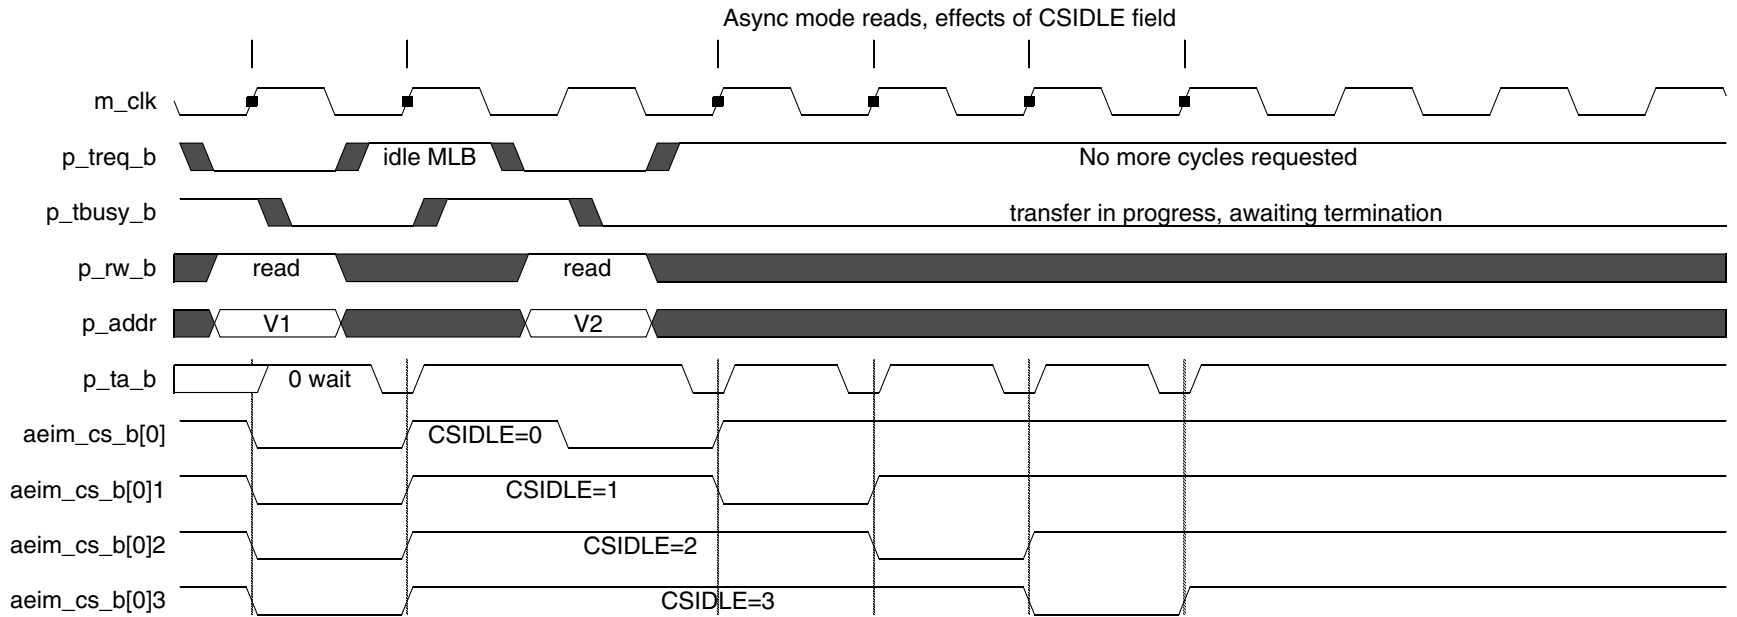 Async mode reads, effects of CSIDLE field
m_clk
p_treq_b idle MLB No more cycles requested
p_tbusy_b transfer in progress, awaiting termination
p_rw_b read read
p_addr V1 V2
p_ta_b 0 wait
aeim_cs_b[0] CSIDLE=0
aeim_cs_b[0]1 CSIDLE=1
aeim_cs_b[0]2 CSIDLE=2
aeim_cs_b[0]3 CSIDLE=3